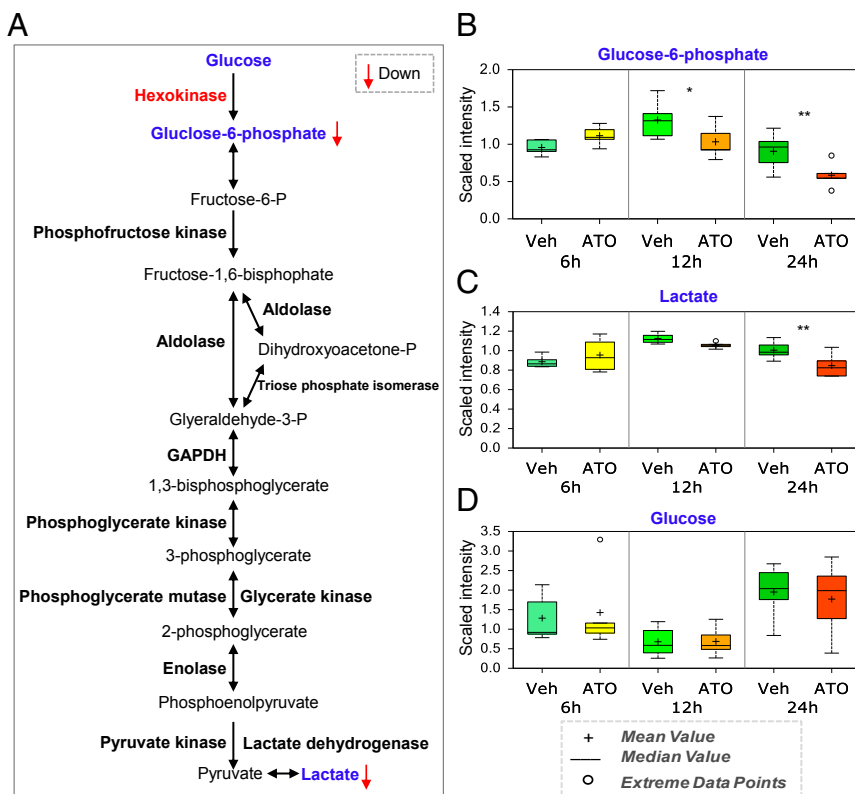 A
Glucose
Down
Hexokinase
Gluclose-6-phosphate
Fructose-6-P
Phosphofructose kinase
Fructose-1,6-bisphophate
Aldolase
Aldolase
Dihydroxyacetone-P
Triose phosphate isomerase
Glyeraldehyde-3-P
GAPDH
1,3-bisphosphoglycerate
Phosphoglycerate kinase
3-phosphoglycerate
Phosphoglycerate mutase Glycerate kinase
2-phosphoglycerate
Enolase
Phosphoenolpyruvate
Pyruvate kinase Lactate dehydrogenase
Pyruvate Lactate
B
Glucose-6-phosphate
Scaled intensity
2.0
1.5
1.0
0.5
0.0
*
**
Veh ATO Veh ATO Veh ATO
6h 12h 24h
C
Lactate
Scaled intensity
1.4
1.2
1.0
0.8
0.6
0.4
0.2
0.0
**
Veh ATO Veh ATO Veh ATO
6h 12h 24h
D
Glucose
Scaled intensity
3.5
3.0
2.5
2.0
1.5
1.0
0.5
0.0
Veh ATO Veh ATO Veh ATO
6h 12h 24h
+ Mean Value
Median Value
Extreme Data Points